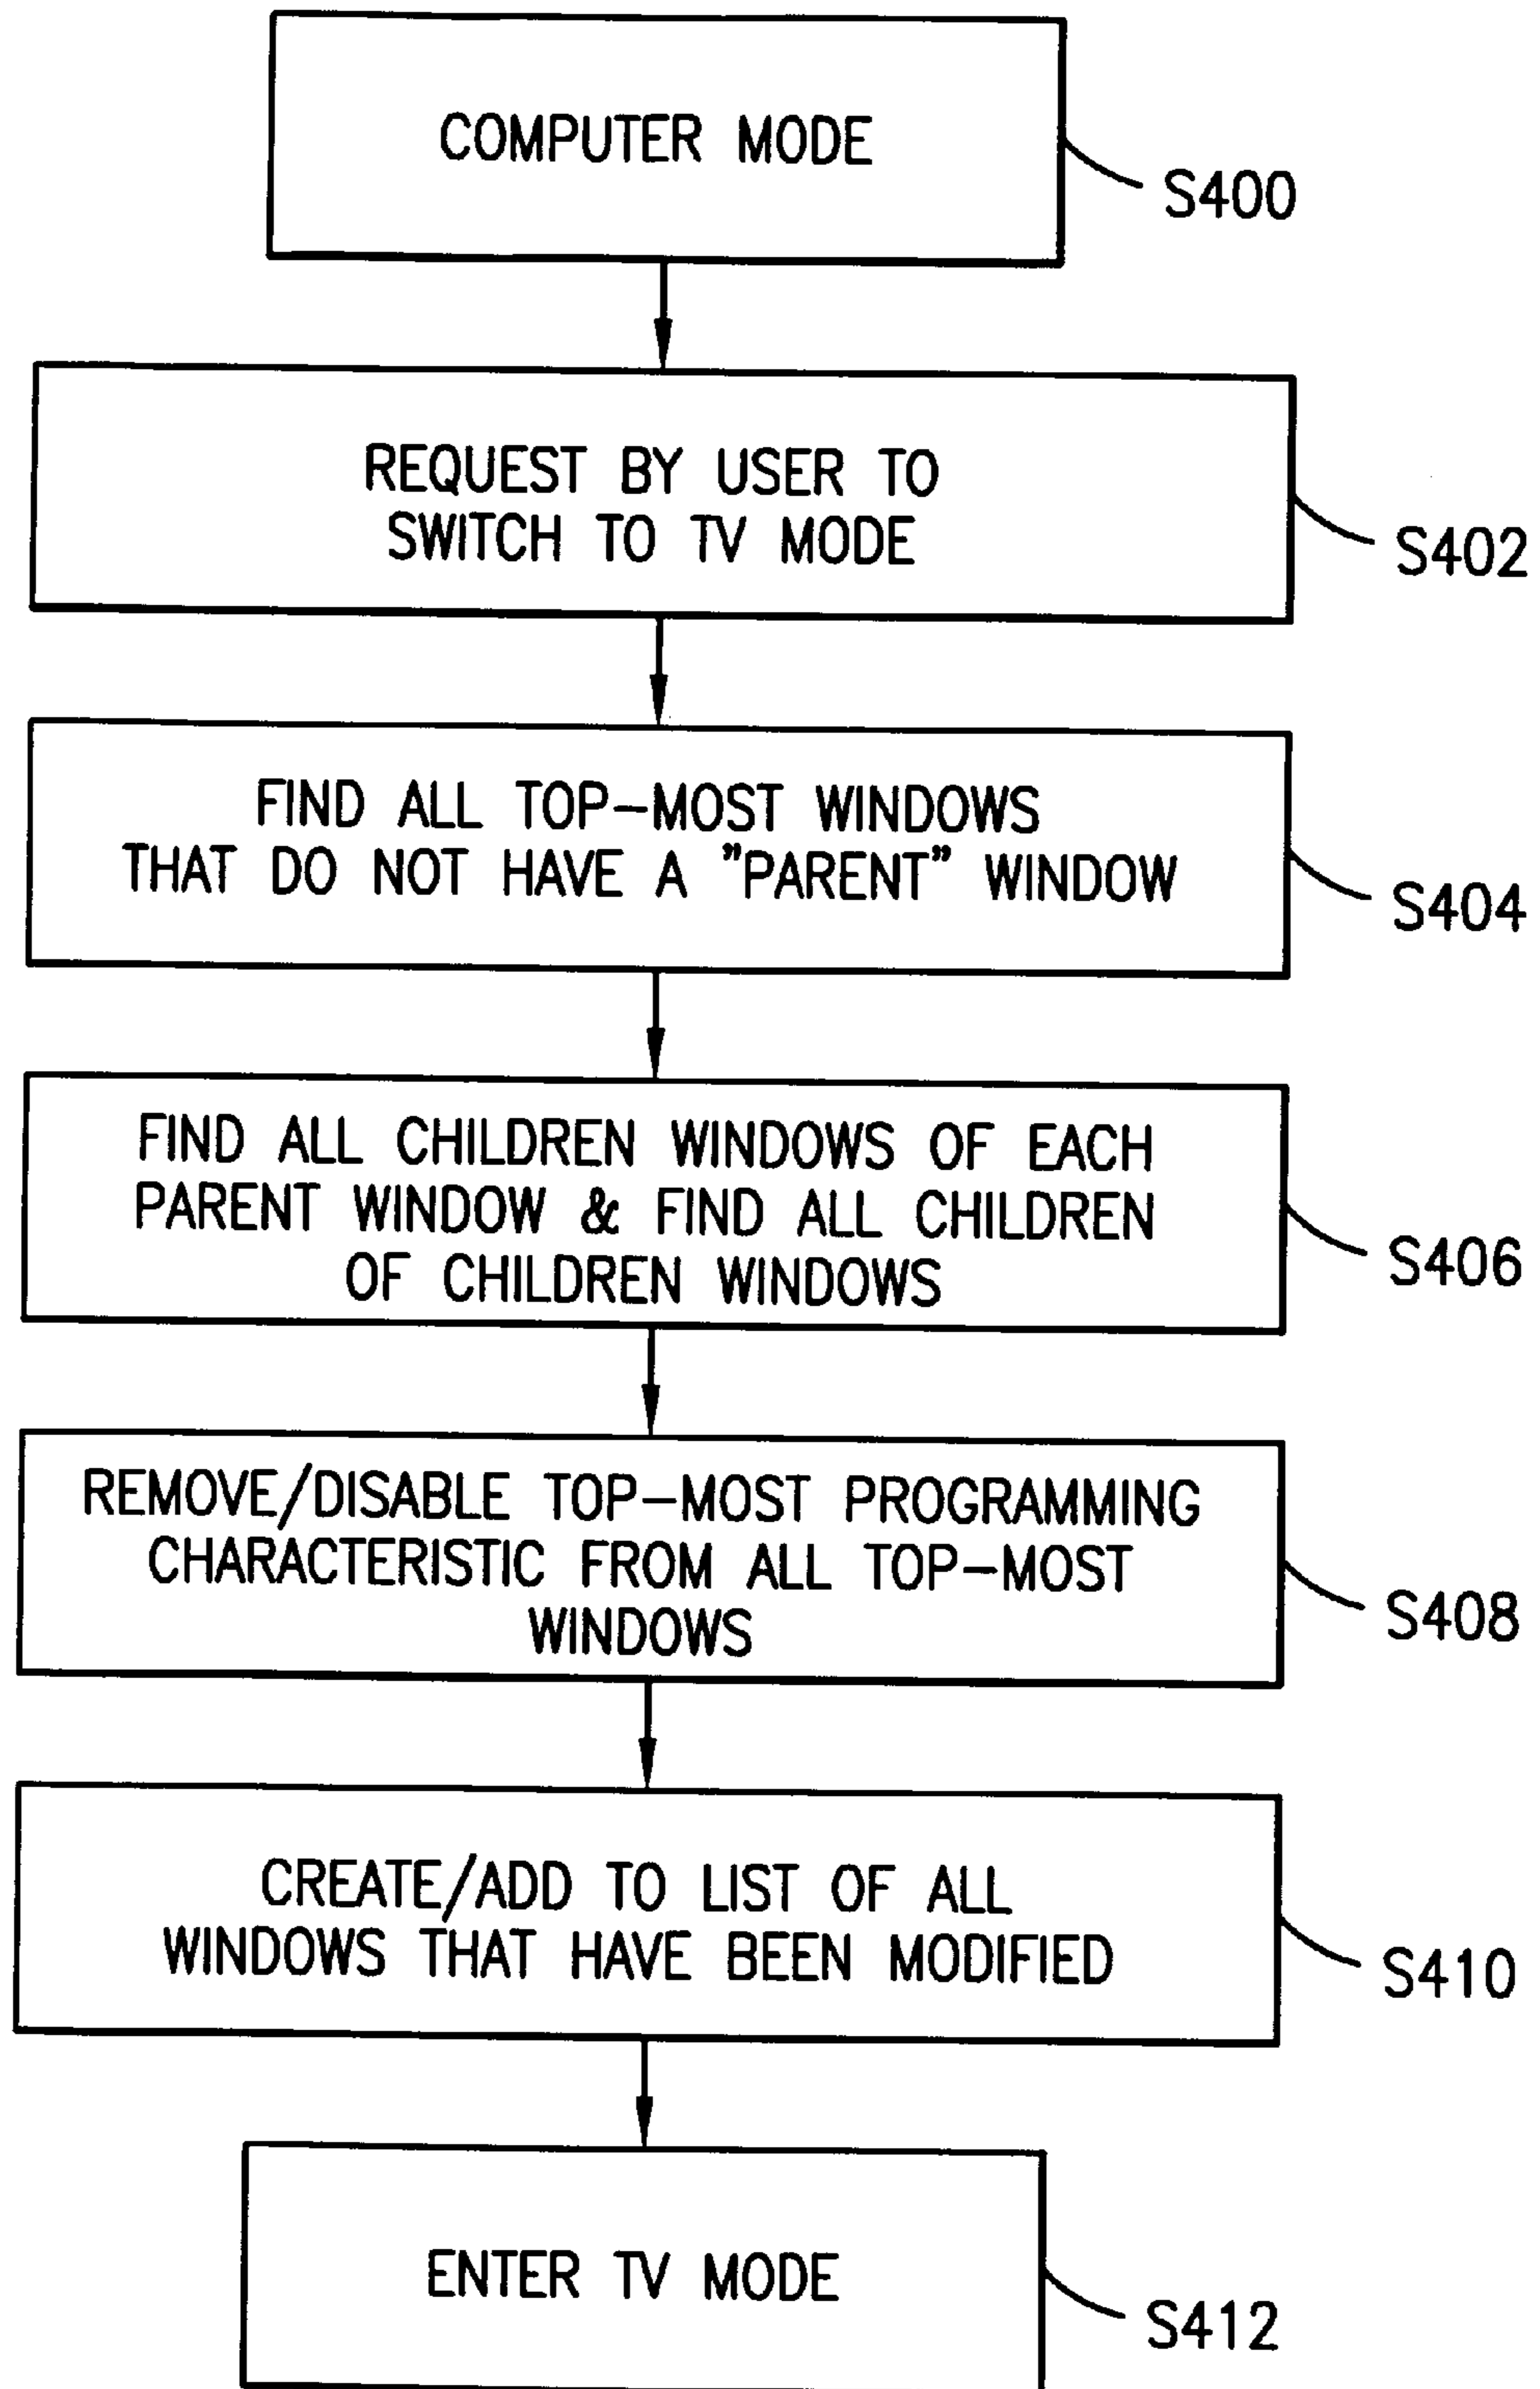 COMPUTER MODE
S400
REQUEST BY USER TO
SWITCH TO TV MODE
S402
FIND ALL TOP-MOST WINDOWS
THAT DO NOT HAVE A "PARENT" WINDOW
S404
FIND ALL CHILDREN WINDOWS OF EACH
PARENT WINDOW & FIND ALL CHILDREN
OF CHILDREN WINDOWS
S406
REMOVE/DISABLE TOP-MOST PROGRAMMING
CHARACTERISTIC FROM ALL TOP-MOST
WINDOWS
S408
CREATE/ADD TO LIST OF ALL
WINDOWS THAT HAVE BEEN MODIFIED
S410
ENTER TV MODE
S412